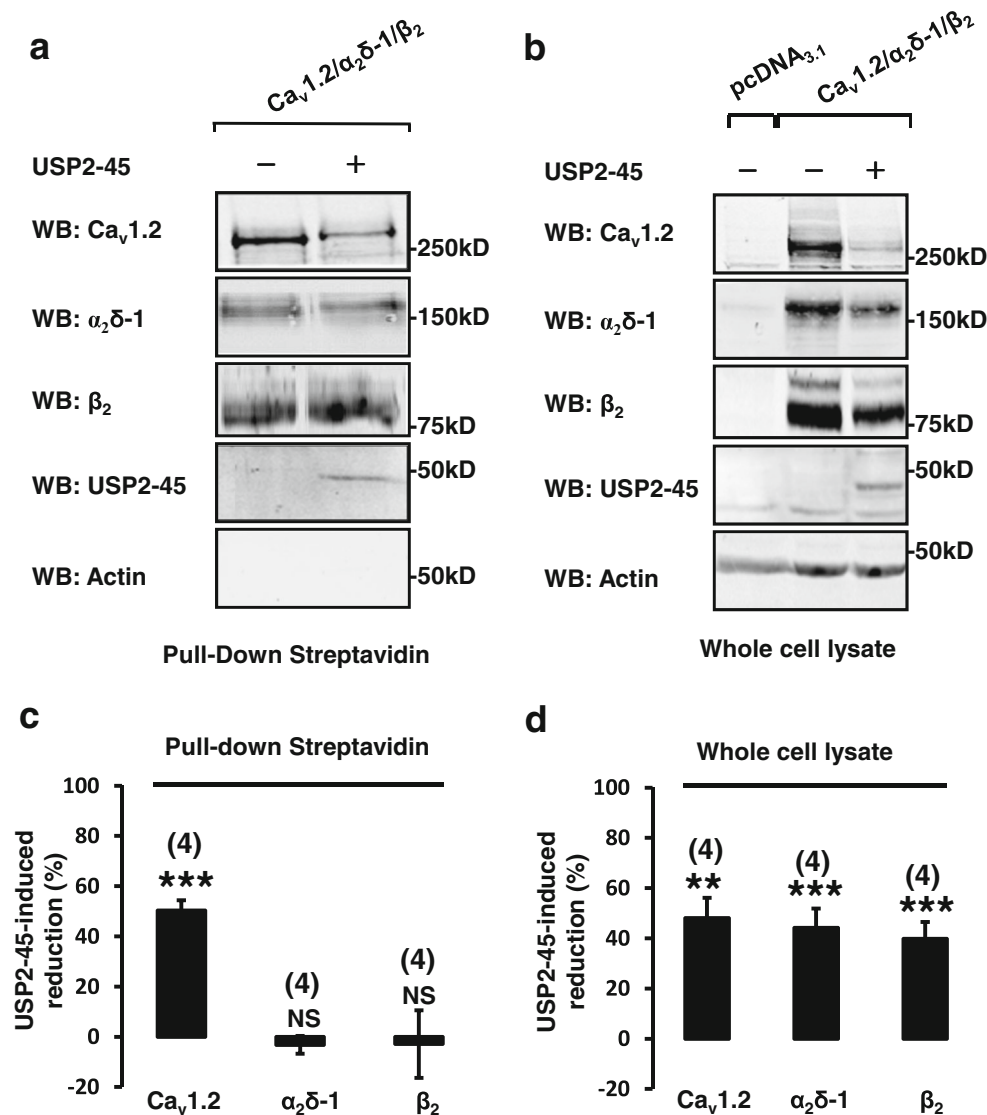 a
Caᵥ1.2/α₂δ-1/β₂
USP2-45 − +
WB: Caᵥ1.2 -250kD
WB: α₂δ-1 -150kD
WB: β₂ -75kD
WB: USP2-45 -50kD
WB: Actin -50kD
Pull-Down Streptavidin
b
pcDNA₃.₁ Caᵥ1.2/α₂δ-1/β₂
USP2-45 − − +
WB: Caᵥ1.2 -250kD
WB: α₂δ-1 -150kD
WB: β₂ -75kD
WB: USP2-45 -50kD
WB: Actin -50kD
Whole cell lysate
c
Pull-down Streptavidin
USP2-45-induced
reduction (%)
100
80
60
40
20
0
-20
(4)
***
(4)
NS
(4)
NS
Caᵥ1.2 α₂δ-1 β₂
d
Whole cell lysate
USP2-45-induced
reduction (%)
100
80
60
40
20
0
-20
(4)
**
(4)
***
(4)
***
Caᵥ1.2 α₂δ-1 β₂